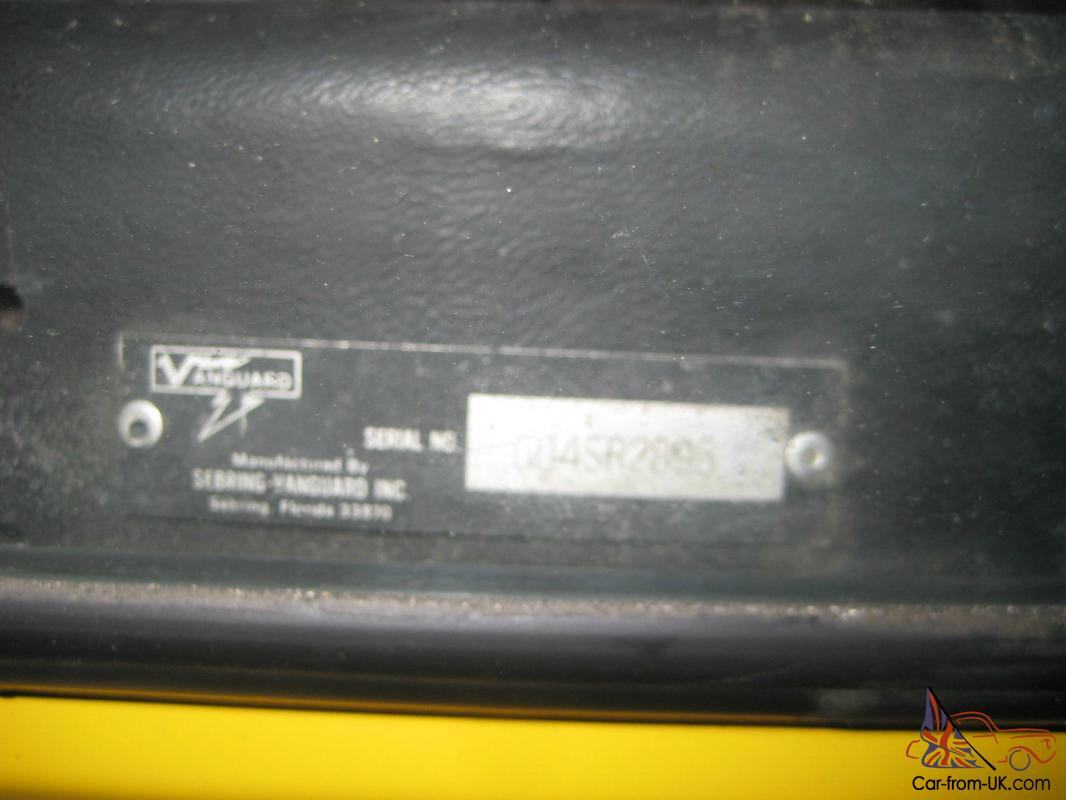 VANGUARD
SERIAL NO.
Manufactured By
SEBRING-VANGUARD INC.
Sebring, Florida 33870
Car-from-UK.com